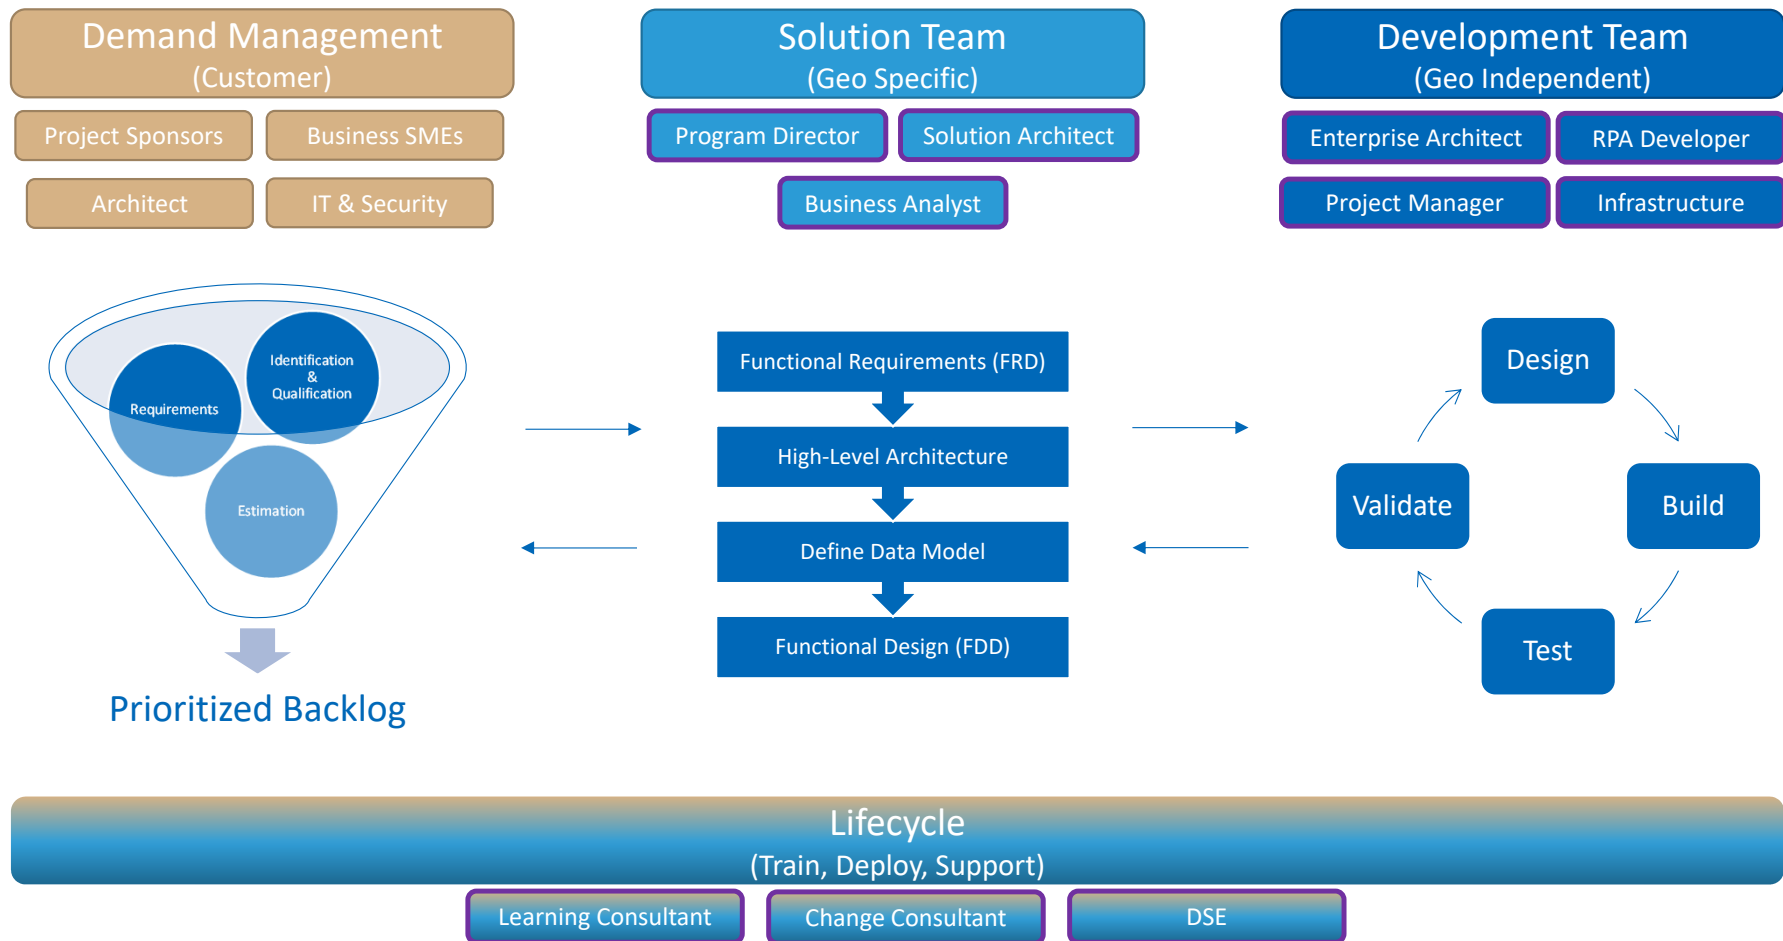 Demand Management
(Customer)
Project Sponsors
Business SMEs
Architect
IT & Security
Solution Team
(Geo Specific)
Program Director
Solution Architect
Business Analyst
Development Team
(Geo Independent)
Enterprise Architect
RPA Developer
Project Manager
Infrastructure
Identification
&
Qualification
Requirements
Estimation
Prioritized Backlog
Functional Requirements (FRD)
High-Level Architecture
Define Data Model
Functional Design (FDD)
Design
Build
Test
Validate
Lifecycle
(Train, Deploy, Support)
Learning Consultant
Change Consultant
DSE